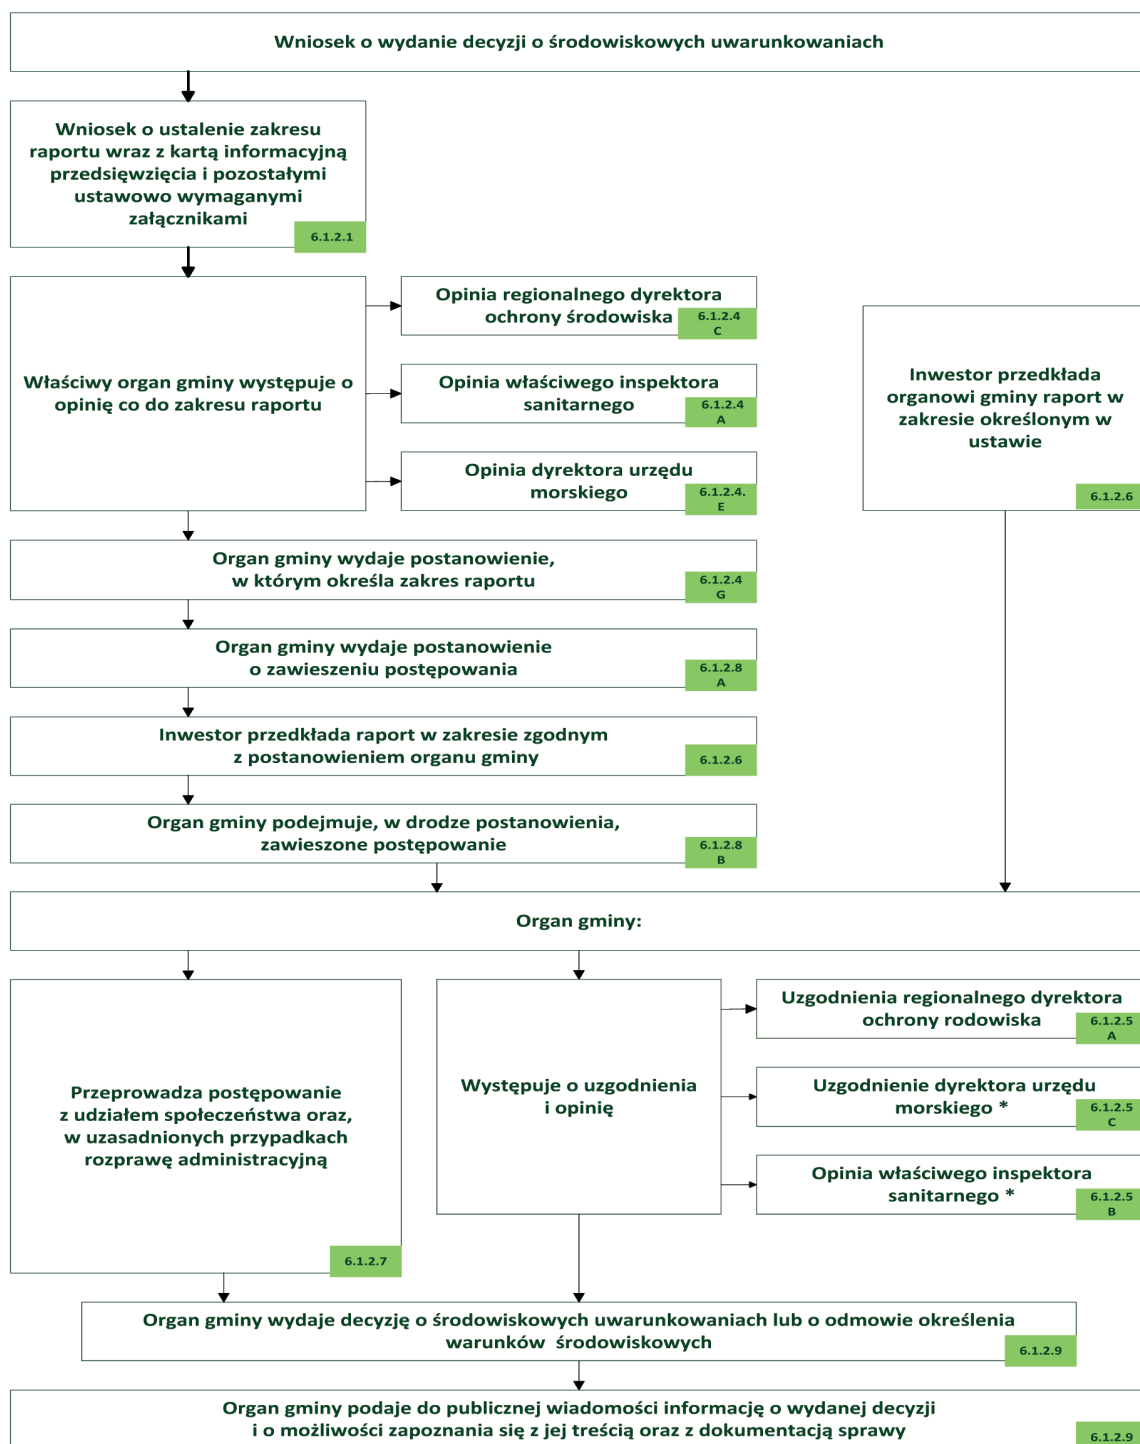 Wniosek o wydanie decyzji o środowiskowych uwarunkowaniach
Wniosek o ustalenie zakresu
raportu wraz z kartą informacyjną
przedsięwzięcia i pozostałymi
ustawowo wymaganymi
załącznikami
6.1.2.1
Właściwy organ gminy występuje o
opinię co do zakresu raportu
Opinia regionalnego dyrektora
ochrony środowiska
6.1.2.4
C
Opinia właściwego inspektora
sanitarnego
6.1.2.4
A
Opinia dyrektora urzędu
morskiego
6.1.2.4.
E
Inwestor przedkłada
organowi gminy raport w
zakresie określonym w
ustawie
6.1.2.6
Organ gminy wydaje postanowienie,
w którym określa zakres raportu
6.1.2.4
G
Organ gminy wydaje postanowienie
o zawieszeniu postępowania
6.1.2.8
A
Inwestor przedkłada raport w zakresie zgodnym
z postanowieniem organu gminy
6.1.2.6
Organ gminy podejmuje, w drodze postanowienia,
zawieszone postępowanie
6.1.2.8
B
Organ gminy:
Przeprowadza postępowanie
z udziałem społeczeństwa oraz,
w uzasadnionych przypadkach
rozprawę administracyjną
6.1.2.7
Występuje o uzgodnienia
i opinię
Uzgodnienia regionalnego dyrektora
ochrony rodowiska
6.1.2.5
A
Uzgodnienie dyrektora urzędu
morskiego *
6.1.2.5
C
Opinia właściwego inspektora
sanitarnego *
6.1.2.5
B
Organ gminy wydaje decyzję o środowiskowych uwarunkowaniach lub o odmowie określenia
warunków środowiskowych
6.1.2.9
Organ gminy podaje do publicznej wiadomości informację o wydanej decyzji
i o możliwości zapoznania się z jej treścią oraz z dokumentacją sprawy
6.1.2.9